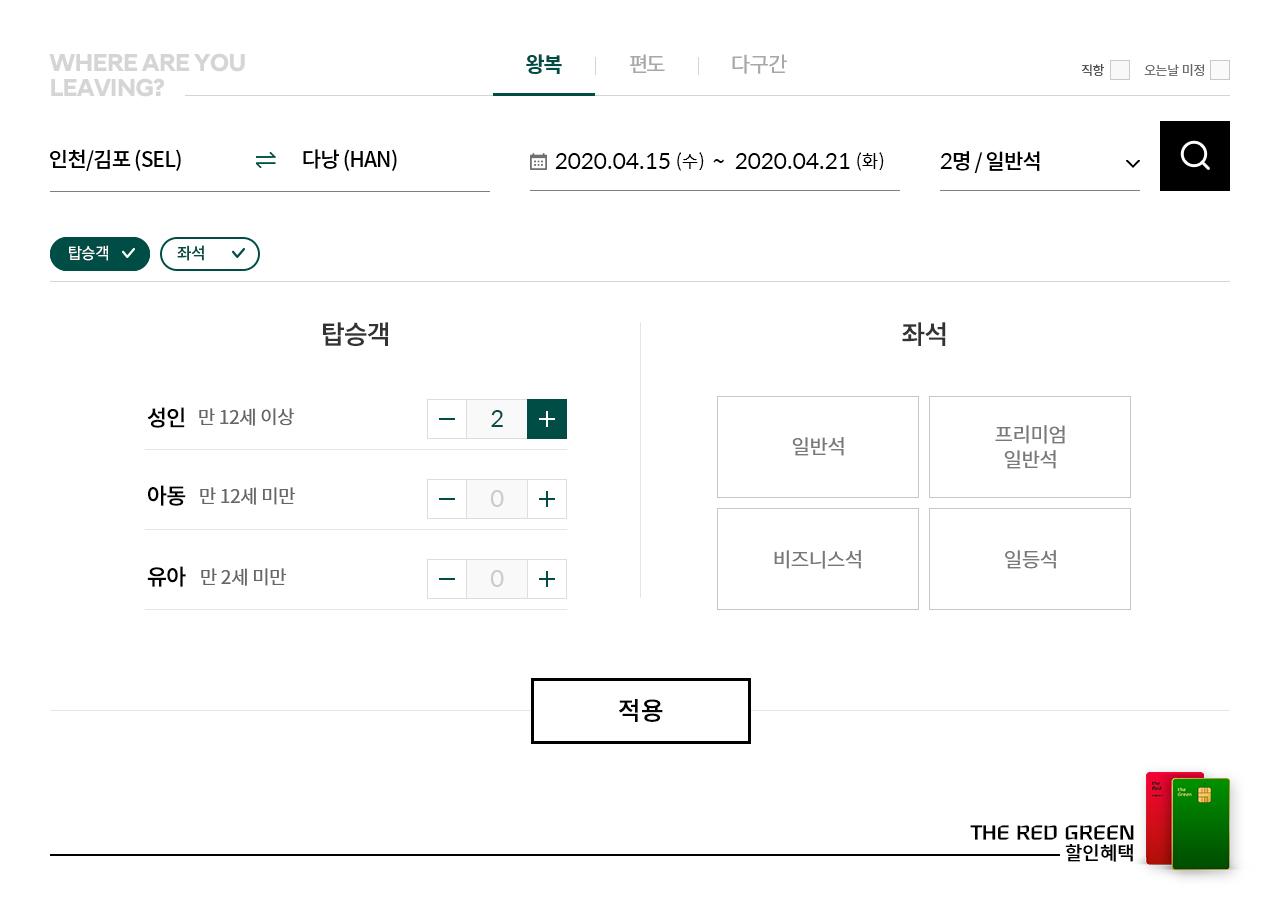 WHERE ARE YOU
LEAVING?
왕복
편도
다구간
직항
오는날 미정
인천/김포 (SEL)
다낭 (HAN)
2020.04.15 (수) ~ 2020.04.21 (화)
2명 / 일반석
탑승객
좌석
탑승객
좌석
성인 만 12세 이상
2
아동 만 12세 미만
0
유아 만 2세 미만
0
일반석
프리미엄
일반석
비즈니스석
일등석
적용
THE RED GREEN
할인혜택
the
Red
the
Green